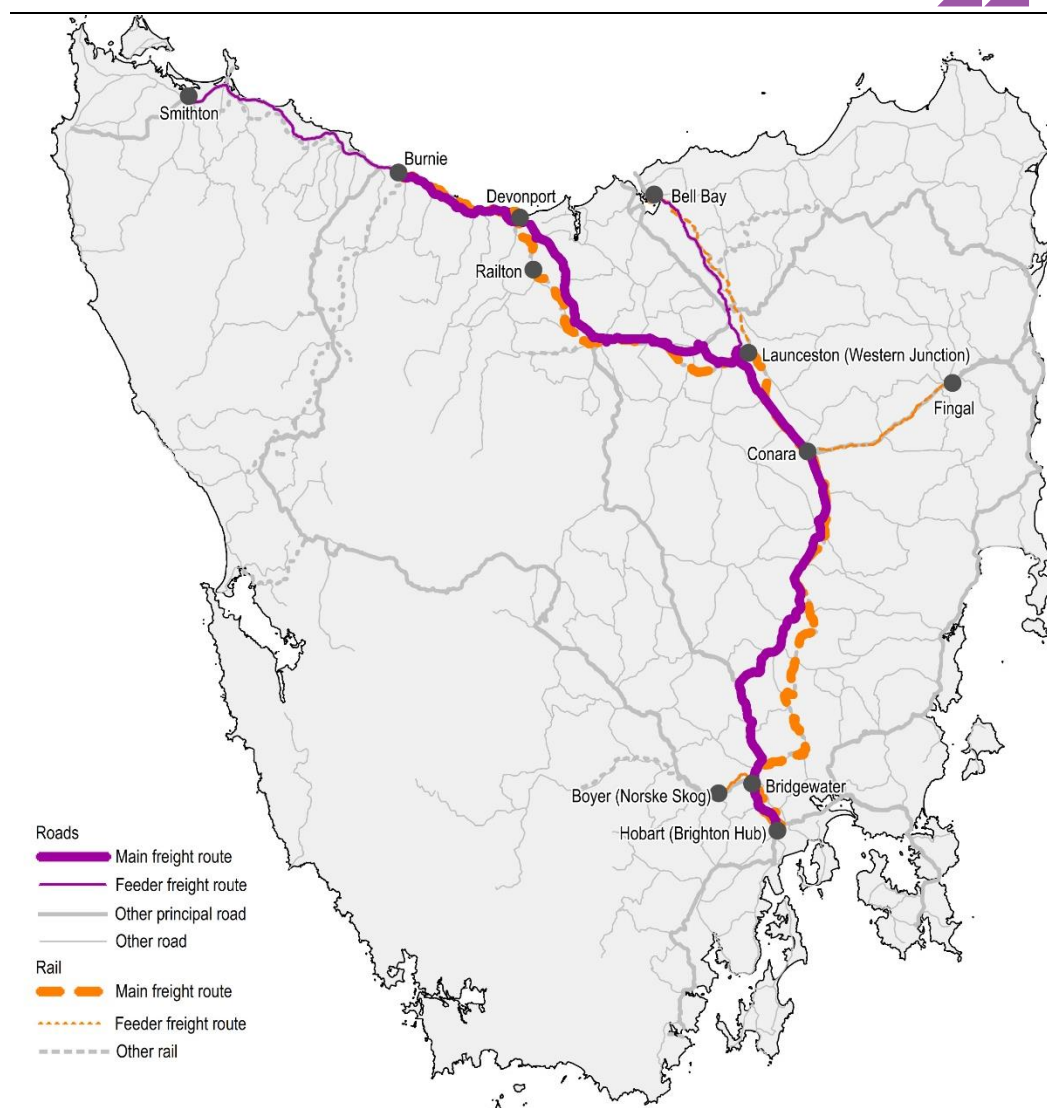 Smithton
Burnie
Devonport
Bell Bay
Railton
Launceston (Western Junction)
Fingal
Conara
Bridgewater
Boyer (Norske Skog)
Hobart (Brighton Hub)
Roads
Main freight route
Feeder freight route
Other principal road
Other road
Rail
Main freight route
Feeder freight route
Other rail